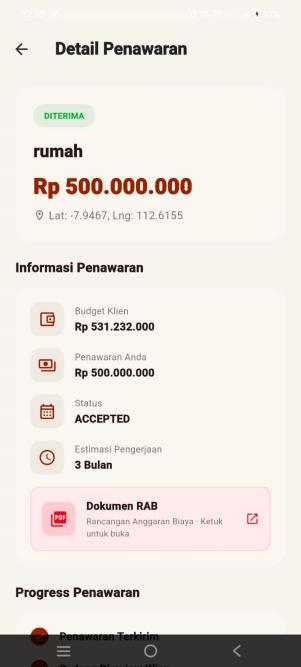 Detail Penawaran
DITERIMA
rumah
Rp 500.000.000
Lat: -7.9467, Lng: 112.6155
Informasi Penawaran
Budget Klien
Rp 531.232.000
Penawaran Anda
Rp 500.000.000
Status
ACCEPTED
Estimasi Pengerjaan
3 Bulan
PDF
Dokumen RAB
Rancangan Anggaran Biaya · Ketuk
untuk buka
Progress Penawaran
Penawaran Terkirim